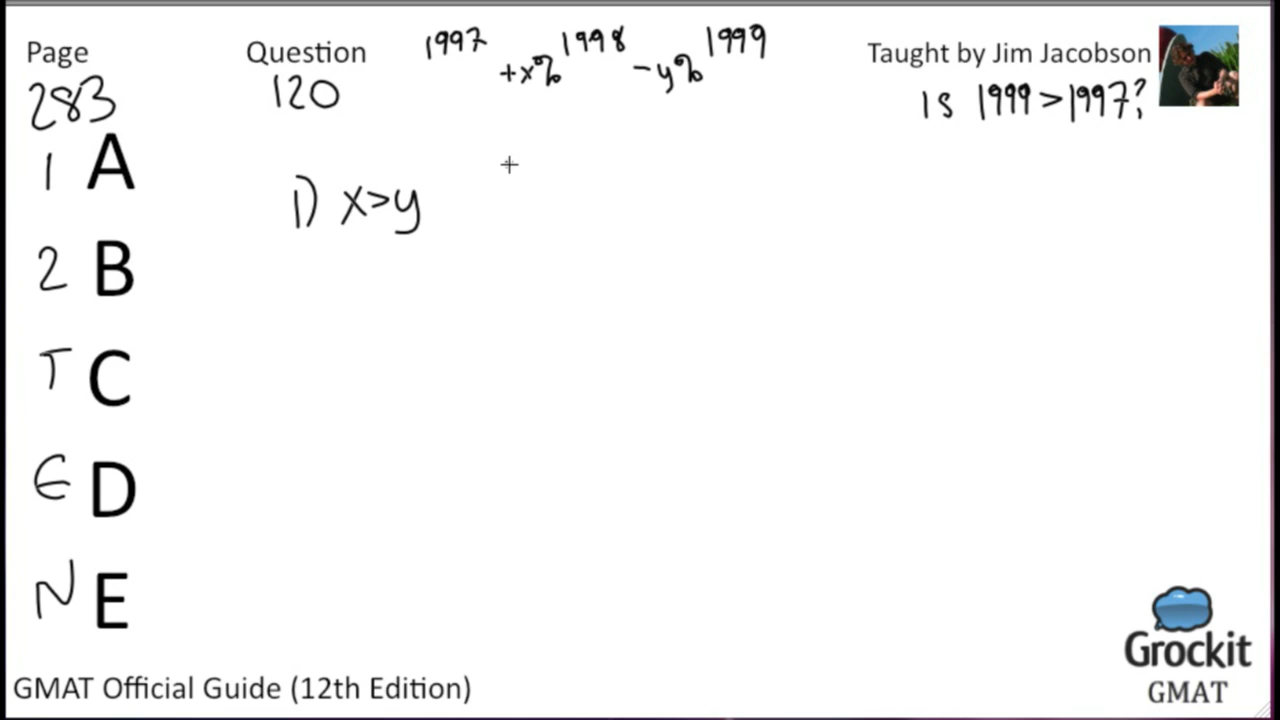 Page Question 1997 +x% 1998 -y% 1999 Taught by Jim Jacobson
283 120 Is 1999>1997?
1 A
1) x>y
2 B
T C
E D
N E
Grockit
GMAT
GMAT Official Guide (12th Edition)